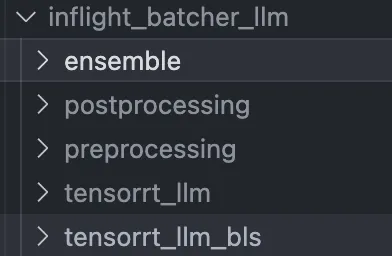 inflight_batcher_llm
ensemble
postprocessing
preprocessing
tensorrt_llm
tensorrt_llm_bls